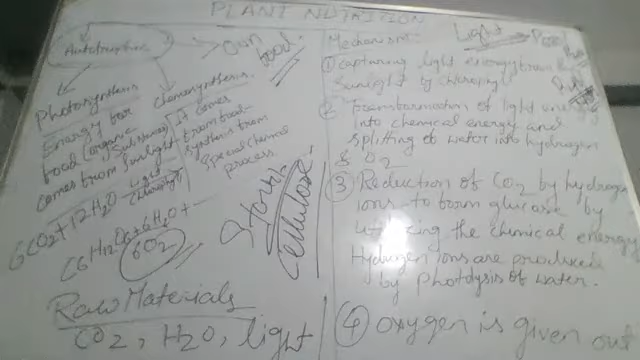 PLANT NUTRITION
Autotrophic
Own
food
Photosynthesis
Energy for
food (organic
substance)
comes from sunlight
Chemosynthesis
It comes
from food
synthesis from
special chemical
process
6CO2 + 12H2O Light
Chlorophyll
C6H12O6 + 6H2O +
6O2
Starch
Cellulose
Raw Materials
CO2, H2O, light
Mechanism
Light
① capturing light energy from
sunlight by chlorophyl
② Transformation of light energy
into chemical energy and
splitting of water into hydrogen
& O2
③ Reduction of CO2 by hydrogen
ions to form glucose by
utilizing the chemical energy
Hydrogen ions are produced
by photolysis of water.
④ oxygen is given out